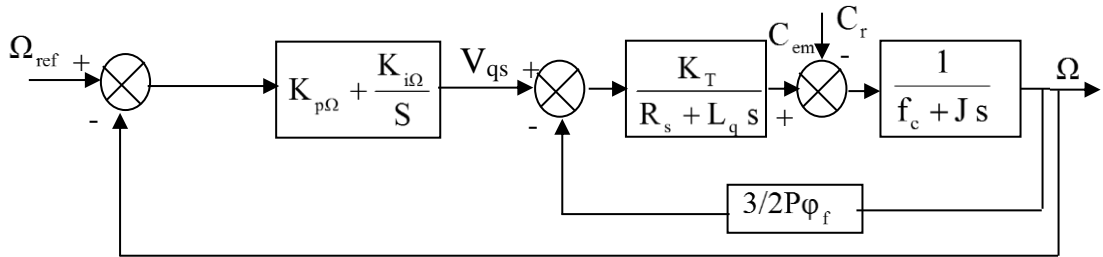 Ω_ref
+
-
K_pΩ + K_iΩ / S
V_qs
+
-
K_T / (R_s + L_q s)
C_em
+
C_r
-
1 / (f_c + J s)
Ω
3/2Pφ_f